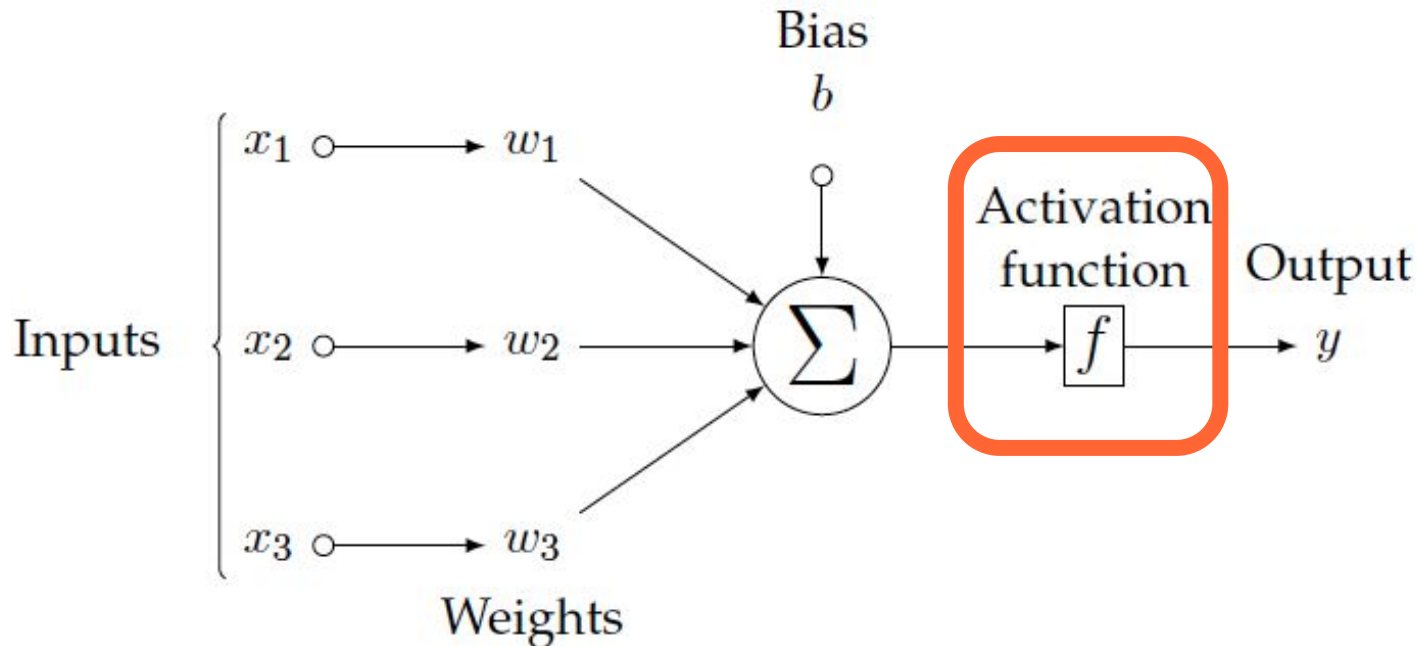 Bias
b
x₁ w₁
Activation
function
Output
Inputs x₂ w₂ ∑ f y
x₃ w₃
Weights